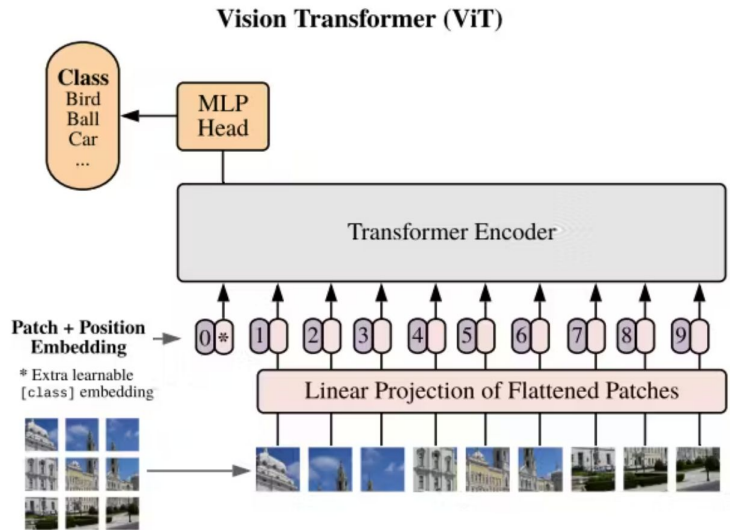 Vision Transformer (ViT)
Class
Bird
Ball
Car
...
MLP
Head
Transformer Encoder
Patch + Position
Embedding
0 * 1 2 3 4 5 6 7 8 9
* Extra learnable
[class] embedding
Linear Projection of Flattened Patches